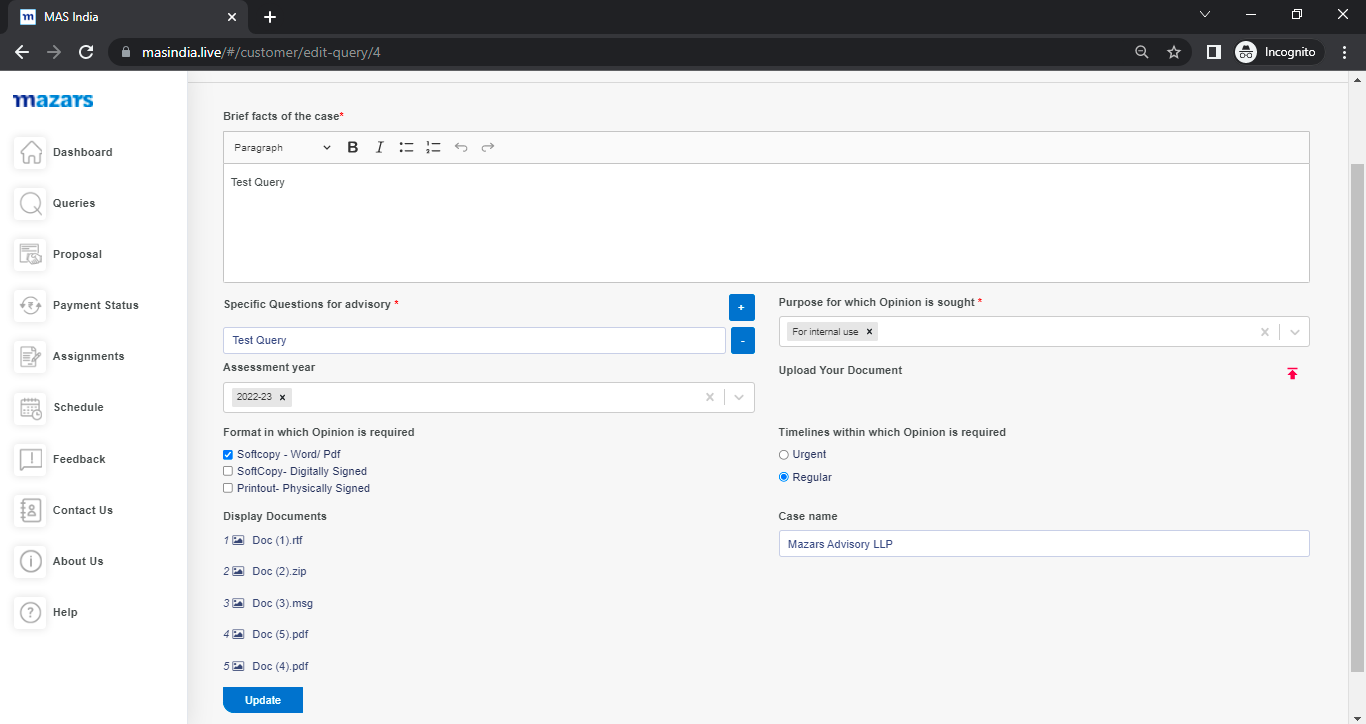 m MAS India
masindia.live/#/customer/edit-query/4
Incognito
mazars
Dashboard
Queries
Proposal
Payment Status
Assignments
Schedule
Feedback
Contact Us
About Us
Help
Brief facts of the case*
Paragraph B I
Test Query
Specific Questions for advisory *
+
Test Query
-
Purpose for which Opinion is sought *
For internal use ×
Assessment year
2022-23 ×
Upload Your Document
Format in which Opinion is required
Softcopy - Word/ Pdf
SoftCopy- Digitally Signed
Printout- Physically Signed
Timelines within which Opinion is required
Urgent
Regular
Display Documents
1 Doc (1).rtf
2 Doc (2).zip
3 Doc (3).msg
4 Doc (5).pdf
5 Doc (4).pdf
Case name
Mazars Advisory LLP
Update